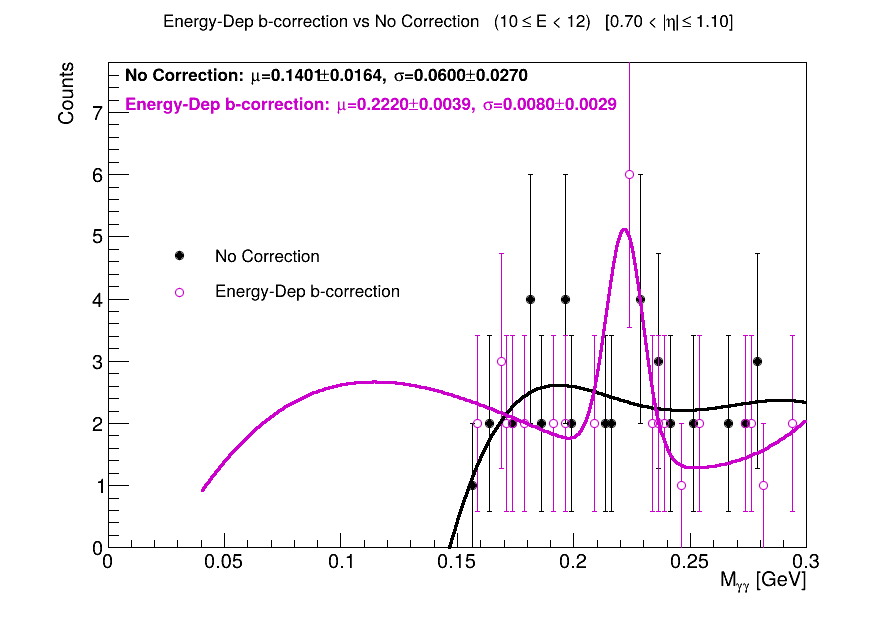 Energy-Dep b-correction vs No Correction (10 ≤ E < 12) [0.70 < |η| ≤ 1.10]
No Correction: μ=0.1401±0.0164, σ=0.0600±0.0270
Energy-Dep b-correction: μ=0.2220±0.0039, σ=0.0080±0.0029
Counts
7
6
5
4
3
2
1
0
No Correction
Energy-Dep b-correction
0 0.05 0.1 0.15 0.2 0.25 0.3
Mγγ [GeV]